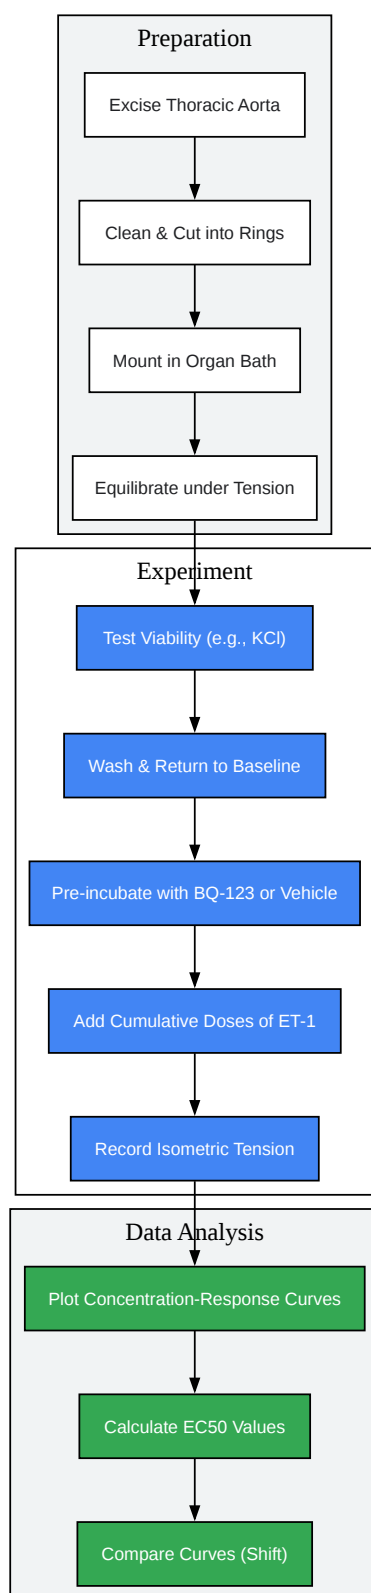 Preparation
Excise Thoracic Aorta
Clean & Cut into Rings
Mount in Organ Bath
Equilibrate under Tension
Experiment
Test Viability (e.g., KCl)
Wash & Return to Baseline
Pre-incubate with BQ-123 or Vehicle
Add Cumulative Doses of ET-1
Record Isometric Tension
Data Analysis
Plot Concentration-Response Curves
Calculate EC50 Values
Compare Curves (Shift)